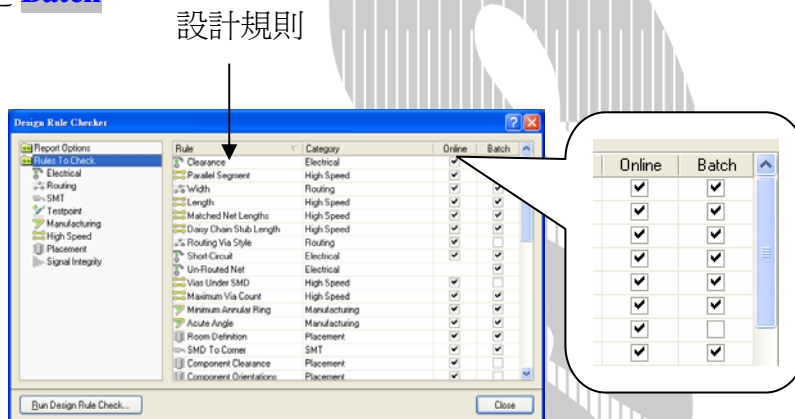 Batch
設計規則
Design Rule Checker
Report Options
Rules To Check
Electrical
Routing
SMT
Testpoint
Manufacturing
High Speed
Placement
Signal Integrity
Rule Category Online Batch
Clearance Electrical
Parallel Segment High Speed
Width Routing
Length High Speed
Matched Net Lengths High Speed
Daisy Chain Stub Length High Speed
Routing Via Style Routing
Short-Circuit Electrical
Un-Routed Net Electrical
Vias Under SMD High Speed
Maximum Via Count High Speed
Minimum Annular Ring Manufacturing
Acute Angle Manufacturing
Room Definition Placement
SMD To Corner SMT
Component Clearance Placement
Component Orientations Placement
Run Design Rule Check... Close
Online Batch